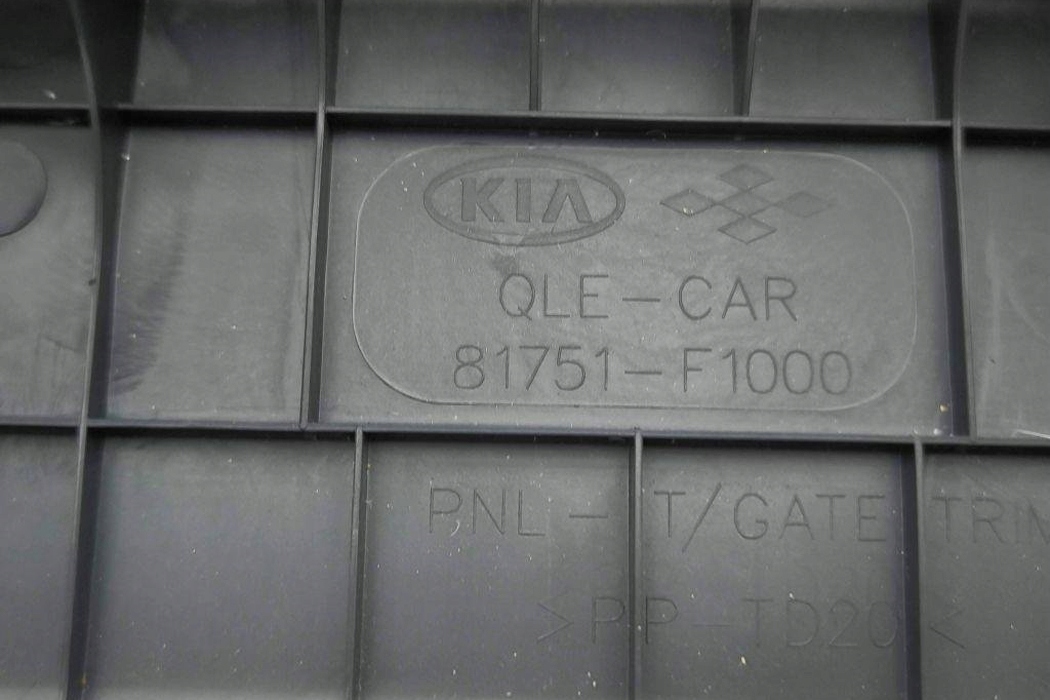 KIA
QLE-CAR
81751-F1000
PNL - T/GATE TRIM
>PP-TD20<